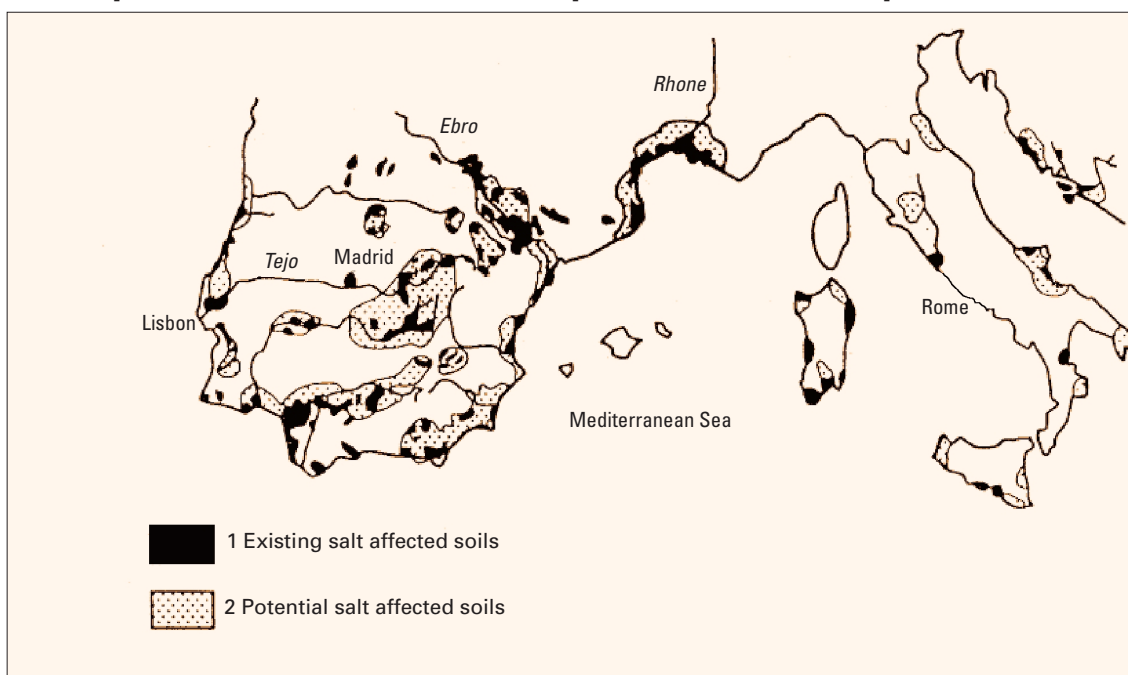 Rhone
Ebro
Tejo
Madrid
Lisbon
Rome
Mediterranean Sea
1 Existing salt affected soils
2 Potential salt affected soils